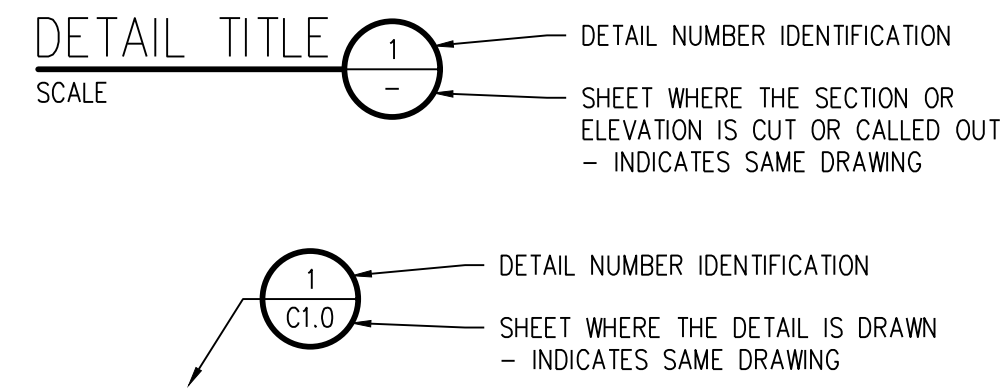 DETAIL TITLE
SCALE
1
-
DETAIL NUMBER IDENTIFICATION
SHEET WHERE THE SECTION OR
ELEVATION IS CUT OR CALLED OUT
- INDICATES SAME DRAWING
1
C1.0
DETAIL NUMBER IDENTIFICATION
SHEET WHERE THE DETAIL IS DRAWN
- INDICATES SAME DRAWING